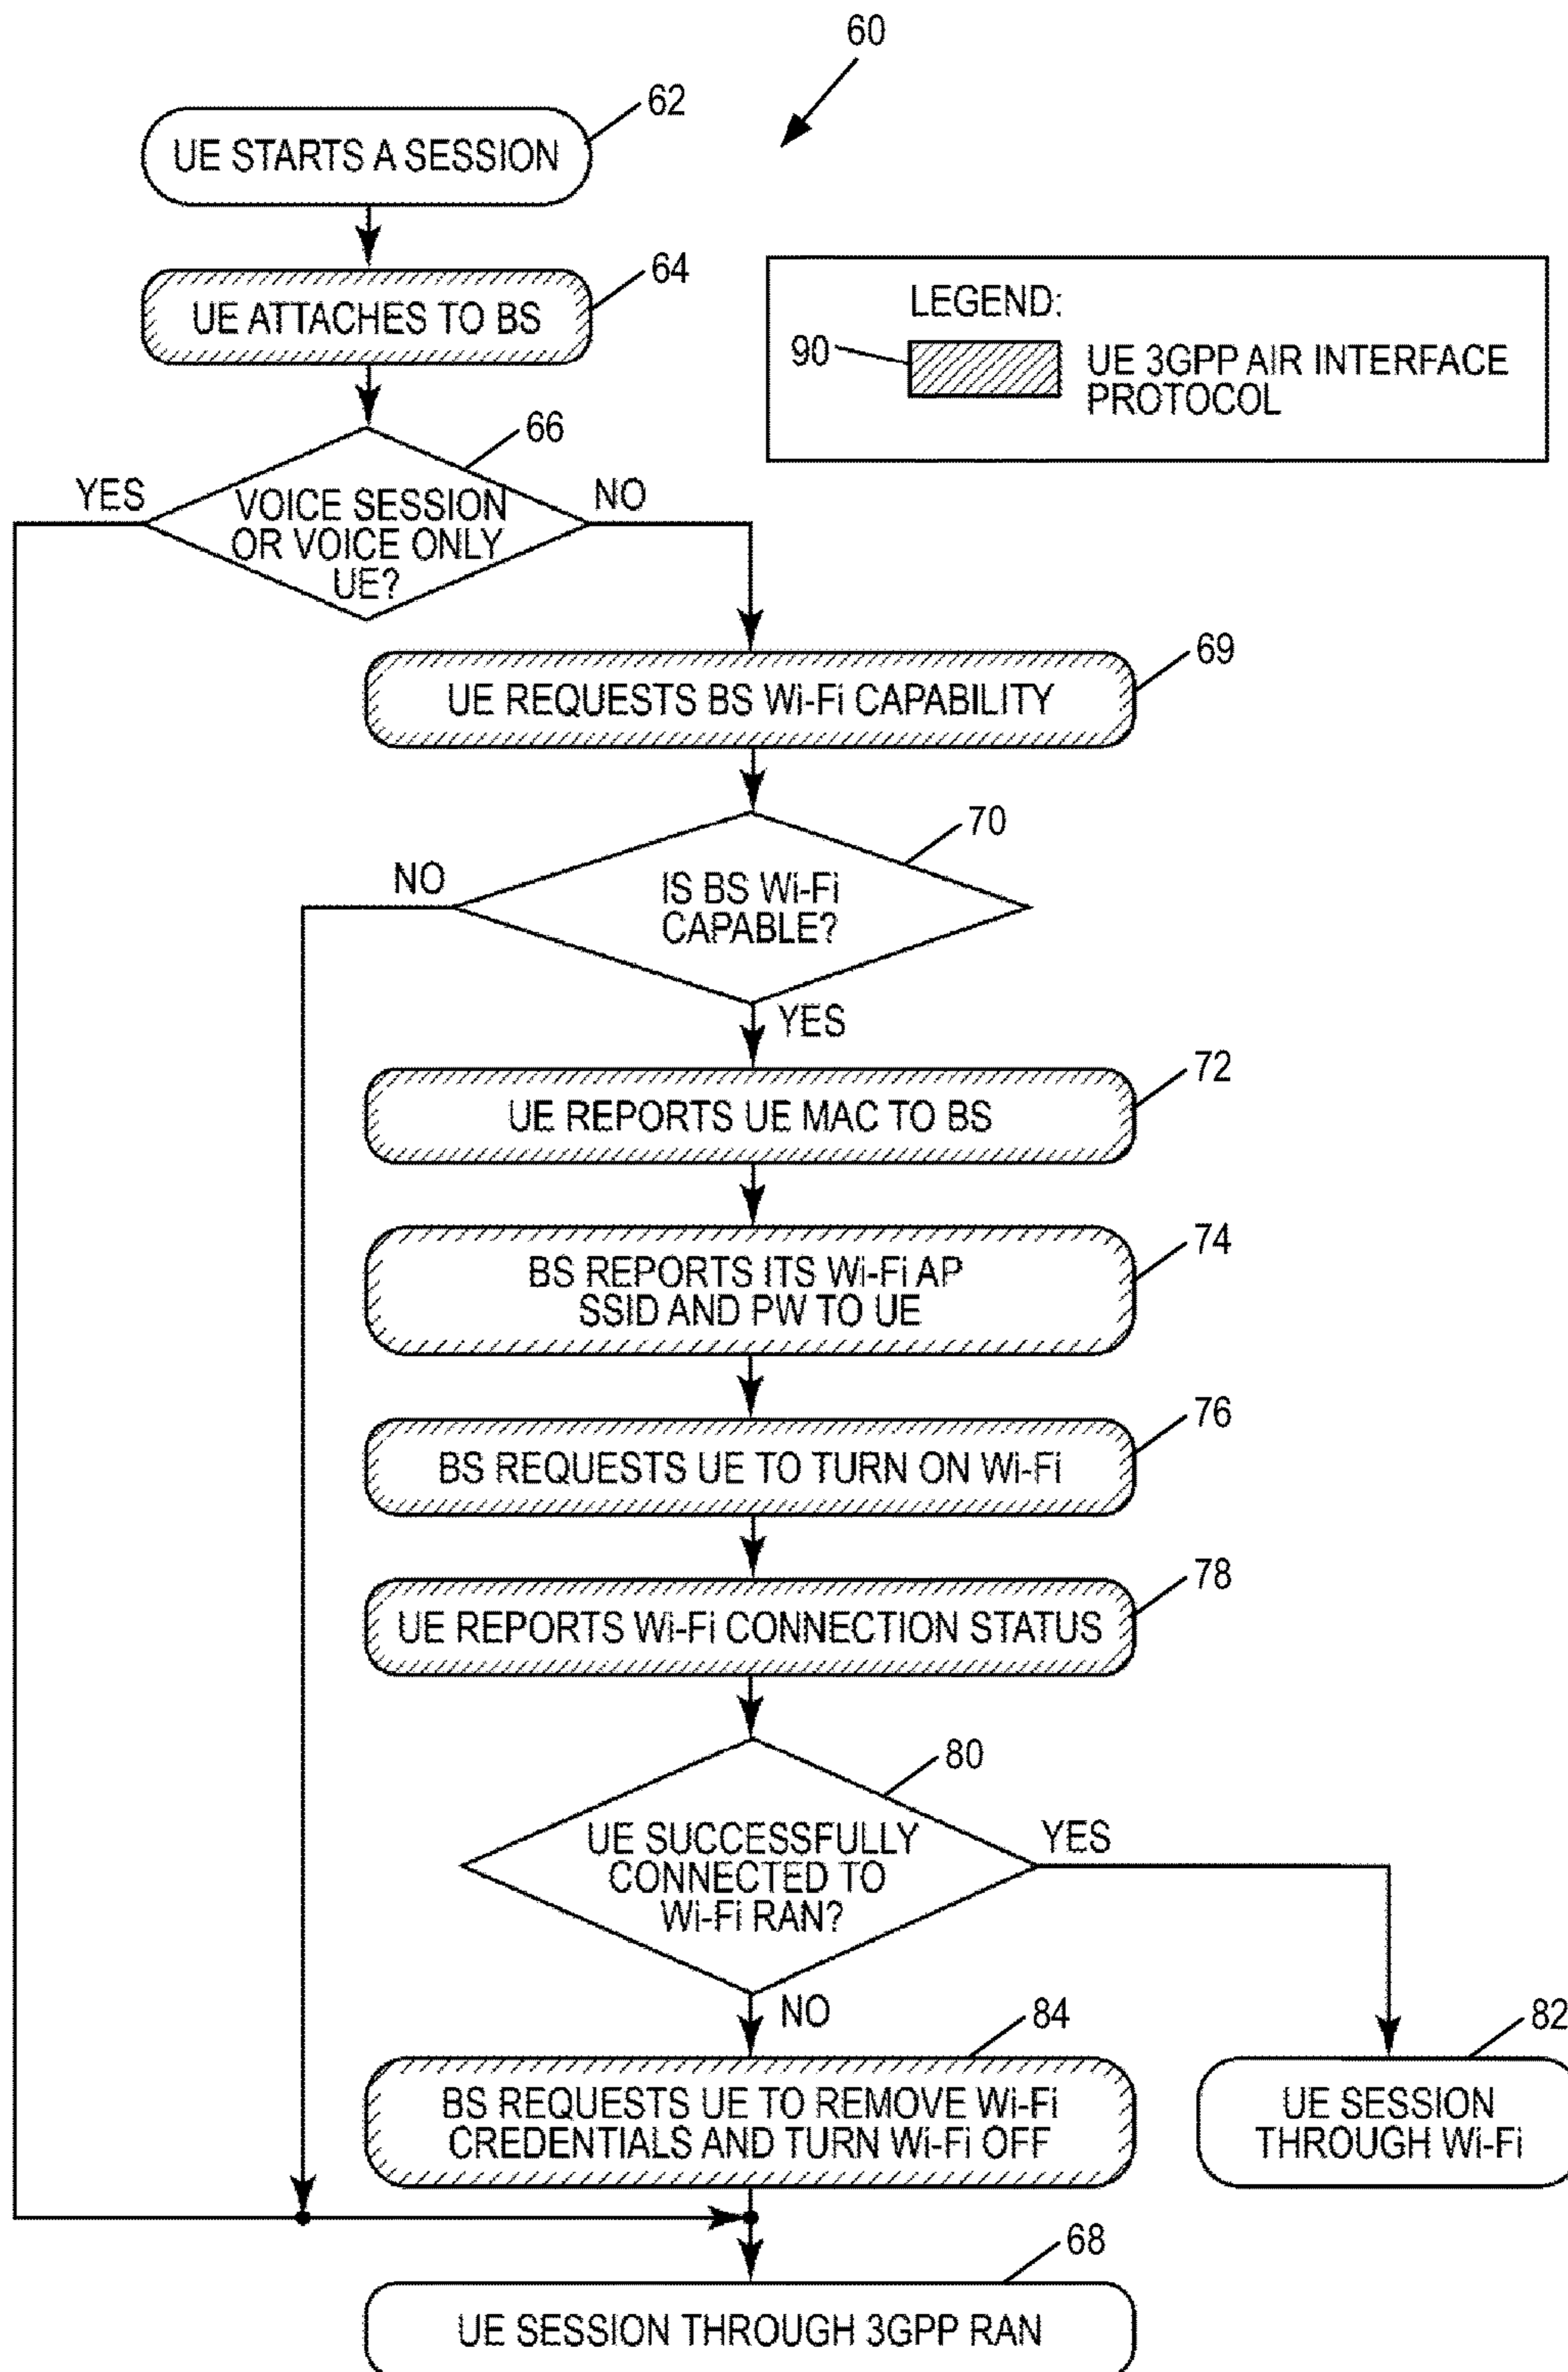 60
62
UE STARTS A SESSION
64
UE ATTACHES TO BS
LEGEND:
90
UE 3GPP AIR INTERFACE
PROTOCOL
66
YES
NO
VOICE SESSION
OR VOICE ONLY
UE?
69
UE REQUESTS BS Wi-Fi CAPABILITY
70
NO
IS BS Wi-Fi
CAPABLE?
YES
72
UE REPORTS UE MAC TO BS
74
BS REPORTS ITS Wi-Fi AP
SSID AND PW TO UE
76
BS REQUESTS UE TO TURN ON Wi-Fi
78
UE REPORTS Wi-Fi CONNECTION STATUS
80
UE SUCCESSFULLY
CONNECTED TO
Wi-Fi RAN?
YES
NO
84
BS REQUESTS UE TO REMOVE Wi-Fi
CREDENTIALS AND TURN Wi-Fi OFF
82
UE SESSION
THROUGH Wi-Fi
68
UE SESSION THROUGH 3GPP RAN